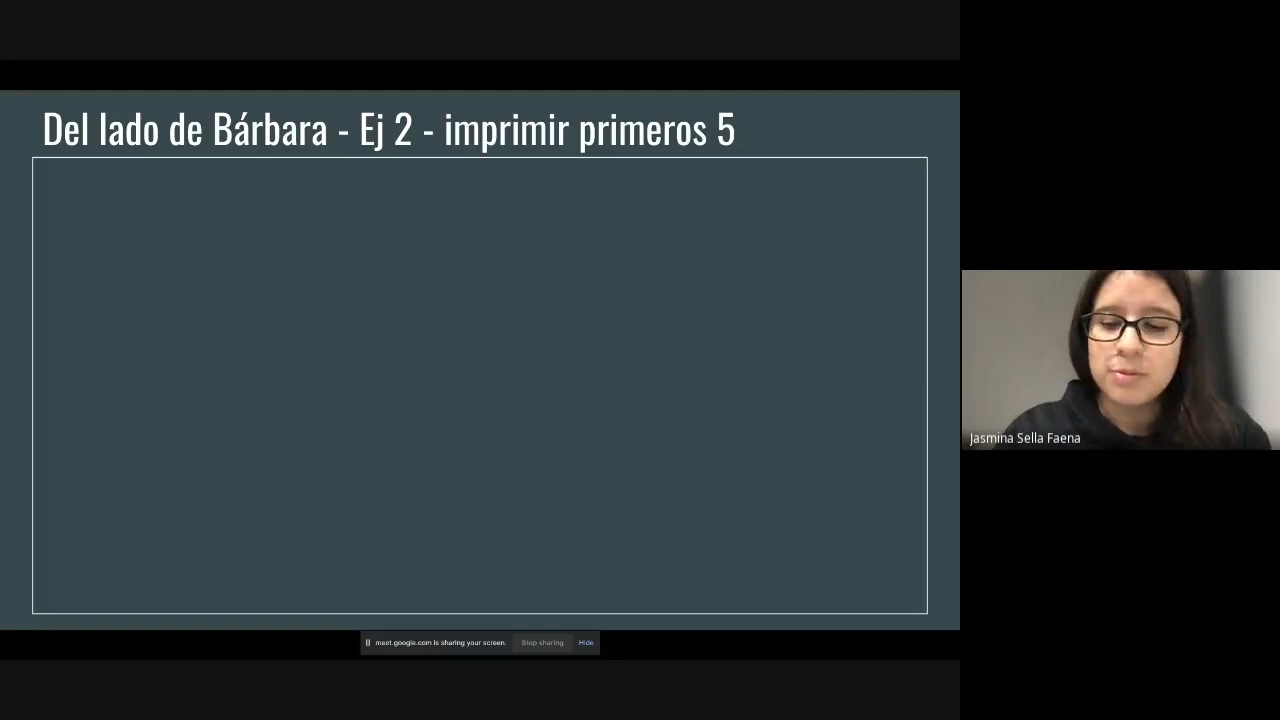 Del lado de Bárbara - Ej 2 - imprimir primeros 5
Jasmina Sella Faena
meet.google.com is sharing your screen.
Stop sharing
Hide